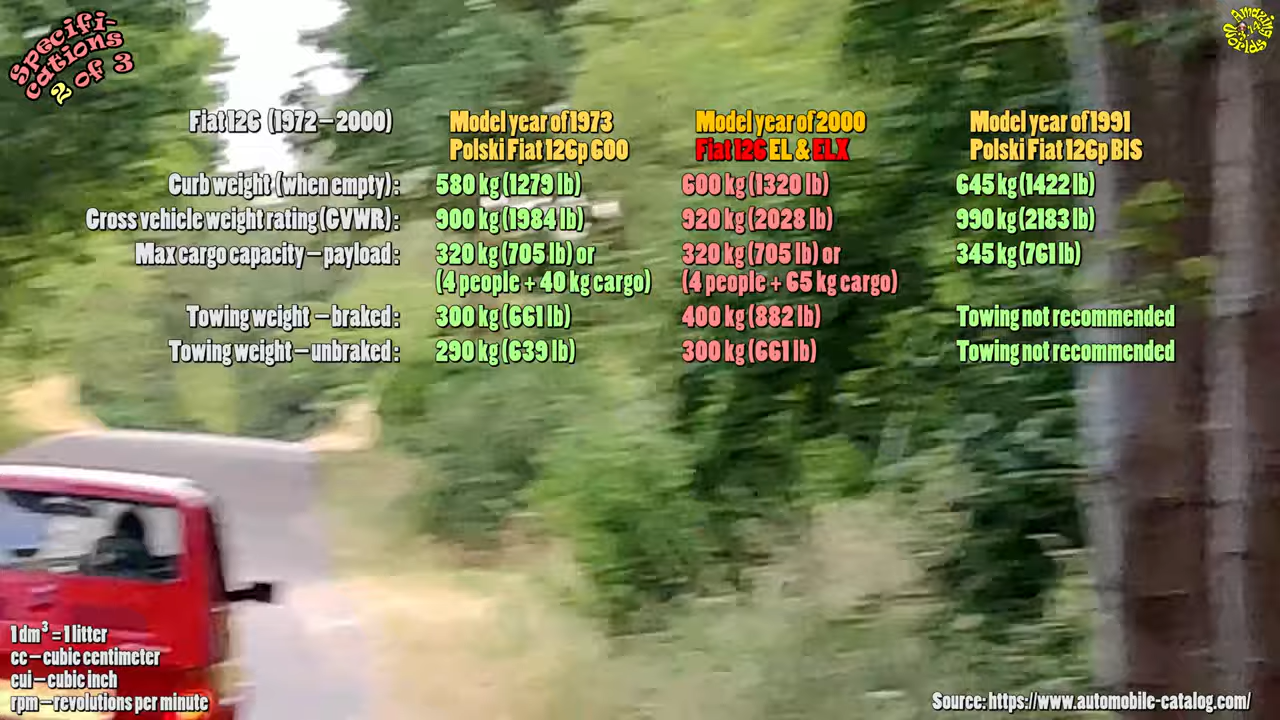 Specifi-
cations
2 of 3
Amazing
Worlds
Fiat 126 (1972 – 2000)
Model year of 1973
Polski Fiat 126p 600
Model year of 2000
Fiat 126 EL & ELX
Model year of 1991
Polski Fiat 126p BIS
Curb weight (when empty): 580 kg (1279 lb) 600 kg (1320 lb) 645 kg (1422 lb)
Gross vehicle weight rating (GVWR): 900 kg (1984 lb) 920 kg (2028 lb) 990 kg (2183 lb)
Max cargo capacity – payload: 320 kg (705 lb) or 320 kg (705 lb) or 345 kg (761 lb)
(4 people + 40 kg cargo) (4 people + 65 kg cargo)
Towing weight – braked: 300 kg (661 lb) 400 kg (882 lb) Towing not recommended
Towing weight – unbraked: 290 kg (639 lb) 300 kg (661 lb) Towing not recommended
1 dm³ = 1 litter
cc – cubic centimeter
cui – cubic inch
rpm – revolutions per minute
Source: https://www.automobile-catalog.com/